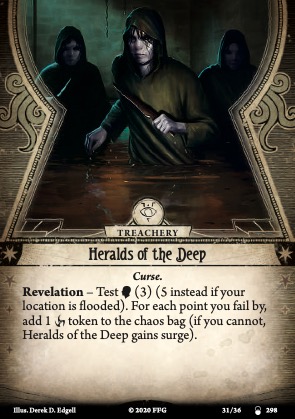 TREACHERY
Heralds of the Deep
Curse.
Revelation – Test (3) (5 instead if your
location is flooded). For each point you fail by,
add 1 token to the chaos bag (if you cannot,
Heralds of the Deep gains surge).
Illus. Derek D. Edgell © 2020 FFG 31/36 298